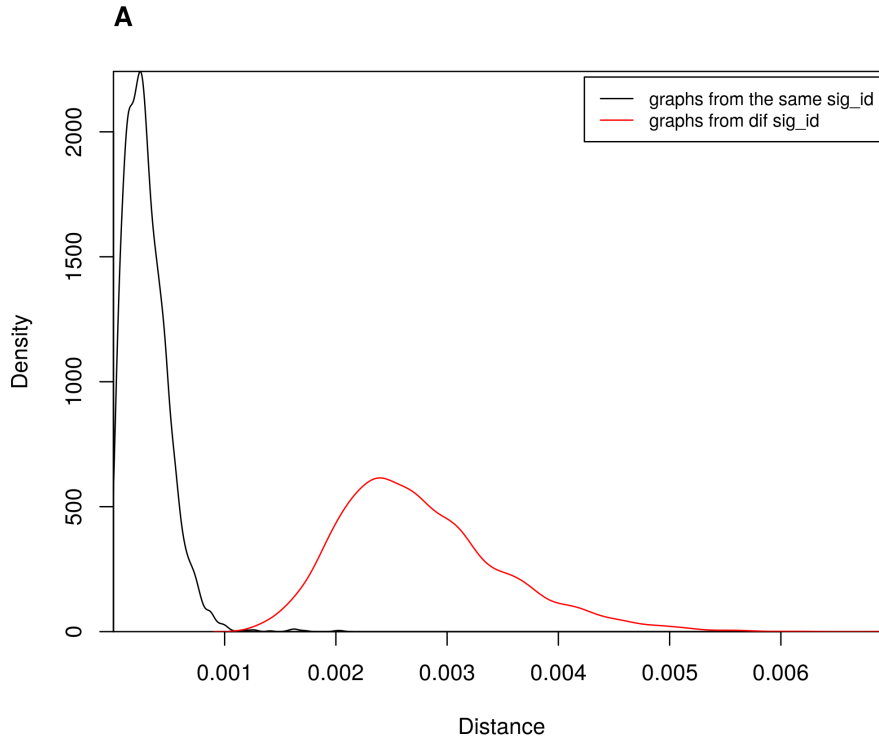 A
graphs from the same sig_id
graphs from dif sig_id
Density
2000
1500
1000
500
0
0.001 0.002 0.003 0.004 0.005 0.006
Distance